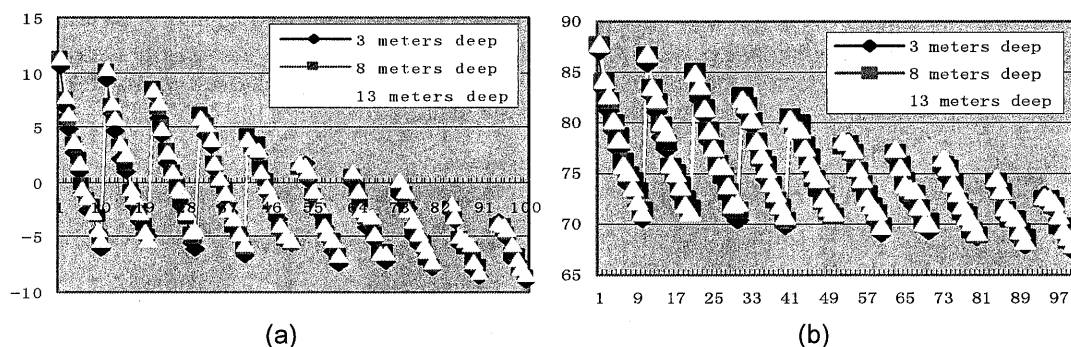 15
10
5
0
-5
-10
3 meters deep
8 meters deep
13 meters deep
1 10 19 28 37 46 55 64 73 82 91 100
(a)
90
85
80
75
70
65
3 meters deep
8 meters deep
13 meters deep
1 9 17 25 33 41 49 57 65 73 81 89 97
(b)